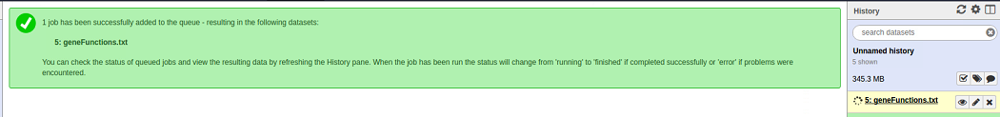 1 job has been successfully added to the queue - resulting in the following datasets:
5: geneFunctions.txt
You can check the status of queued jobs and view the resulting data by refreshing the History pane. When the job has been run the status will change from 'running' to 'finished' if completed successfully or 'error' if problems were
encountered.
History
search datasets
Unnamed history
5 shown
345.3 MB
5: geneFunctions.txt